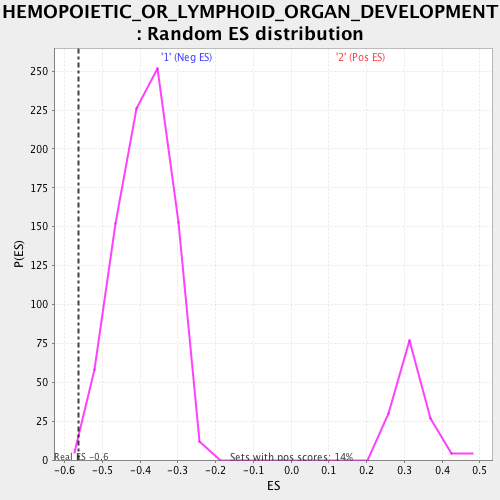 HEMOPOIETIC_OR_LYMPHOID_ORGAN_DEVELOPMENT
: Random ES distribution
'1' (Neg ES) '2' (Pos ES)
250
225
200
175
150
125
100
75
50
25
0
P(ES)
Real ES -0.6 Sets with pos scores: 14%
-0.6 -0.5 -0.4 -0.3 -0.2 -0.1 0.0 0.1 0.2 0.3 0.4 0.5
ES